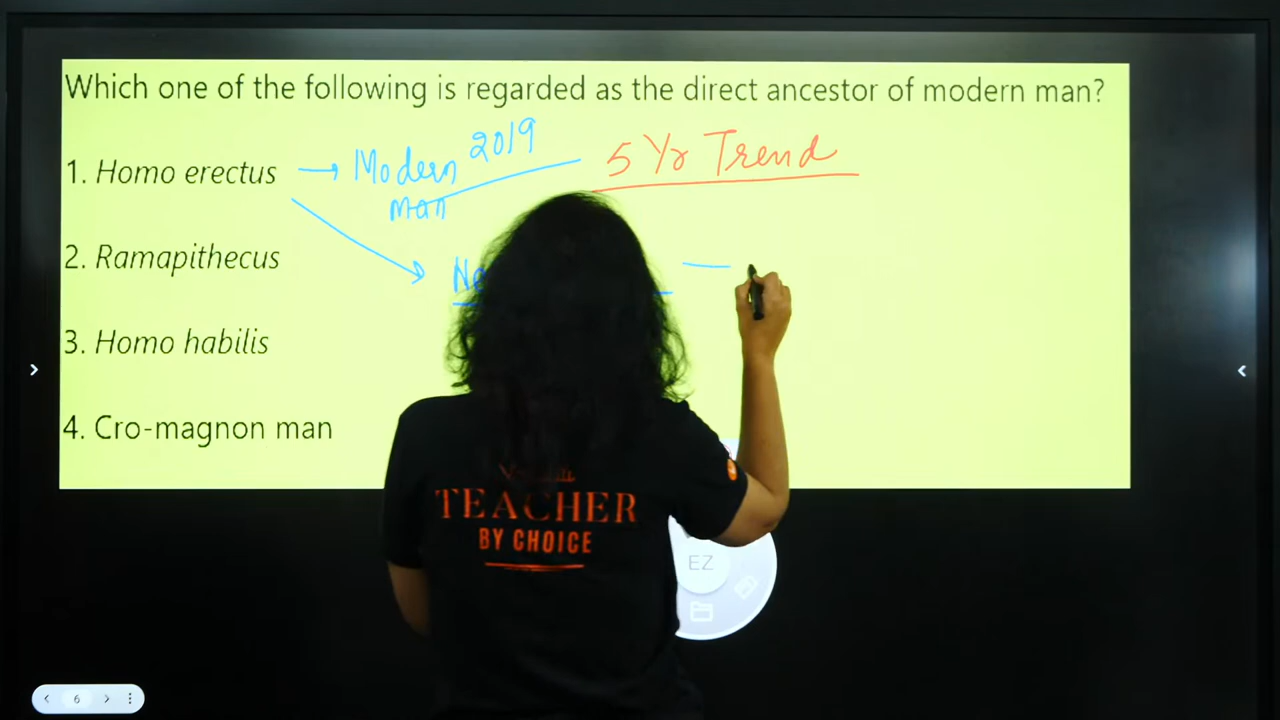 Which one of the following is regarded as the direct ancestor of modern man?
1. Homo erectus → Modern 2019 5 Yr Trend
man
2. Ramapithecus
3. Homo habilis
4. Cro-magnon man
TEACHER
BY CHOICE
EZ
6